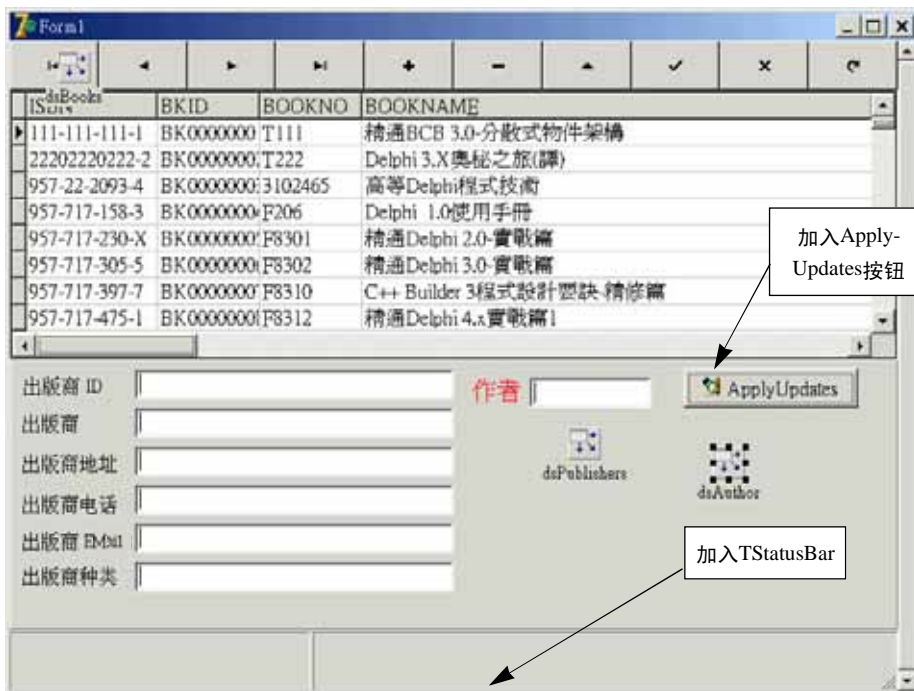 Form1
dsBooks
BKID BOOKNO BOOKNAME
111-111-111-1 BK0000000 T111 精通BCB 3.0-分散式物件架構
22202220222-2 BK0000000 T222 Delphi 3.X奧秘之旅(譯)
957-22-2093-4 BK0000000 3102465 高等Delphi程式技術
957-717-158-3 BK0000000 F206 Delphi 1.0使用手冊
957-717-230-X BK0000000 F8301 精通Delphi 2.0-實戰篇
957-717-305-5 BK0000000 F8302 精通Delphi 3.0-實戰篇
957-717-397-7 BK0000000 F8310 C++ Builder 3程式設計要訣-精修篇
957-717-475-1 BK0000000 F8312 精通Delphi 4.x實戰篇1
加入Apply-
Updates按钮
出版商 ID
作者
ApplyUpdates
出版商
出版商地址
dsPublishers
dsAuthor
出版商电话
出版商 EMail
加入TStatusBar
出版商种类